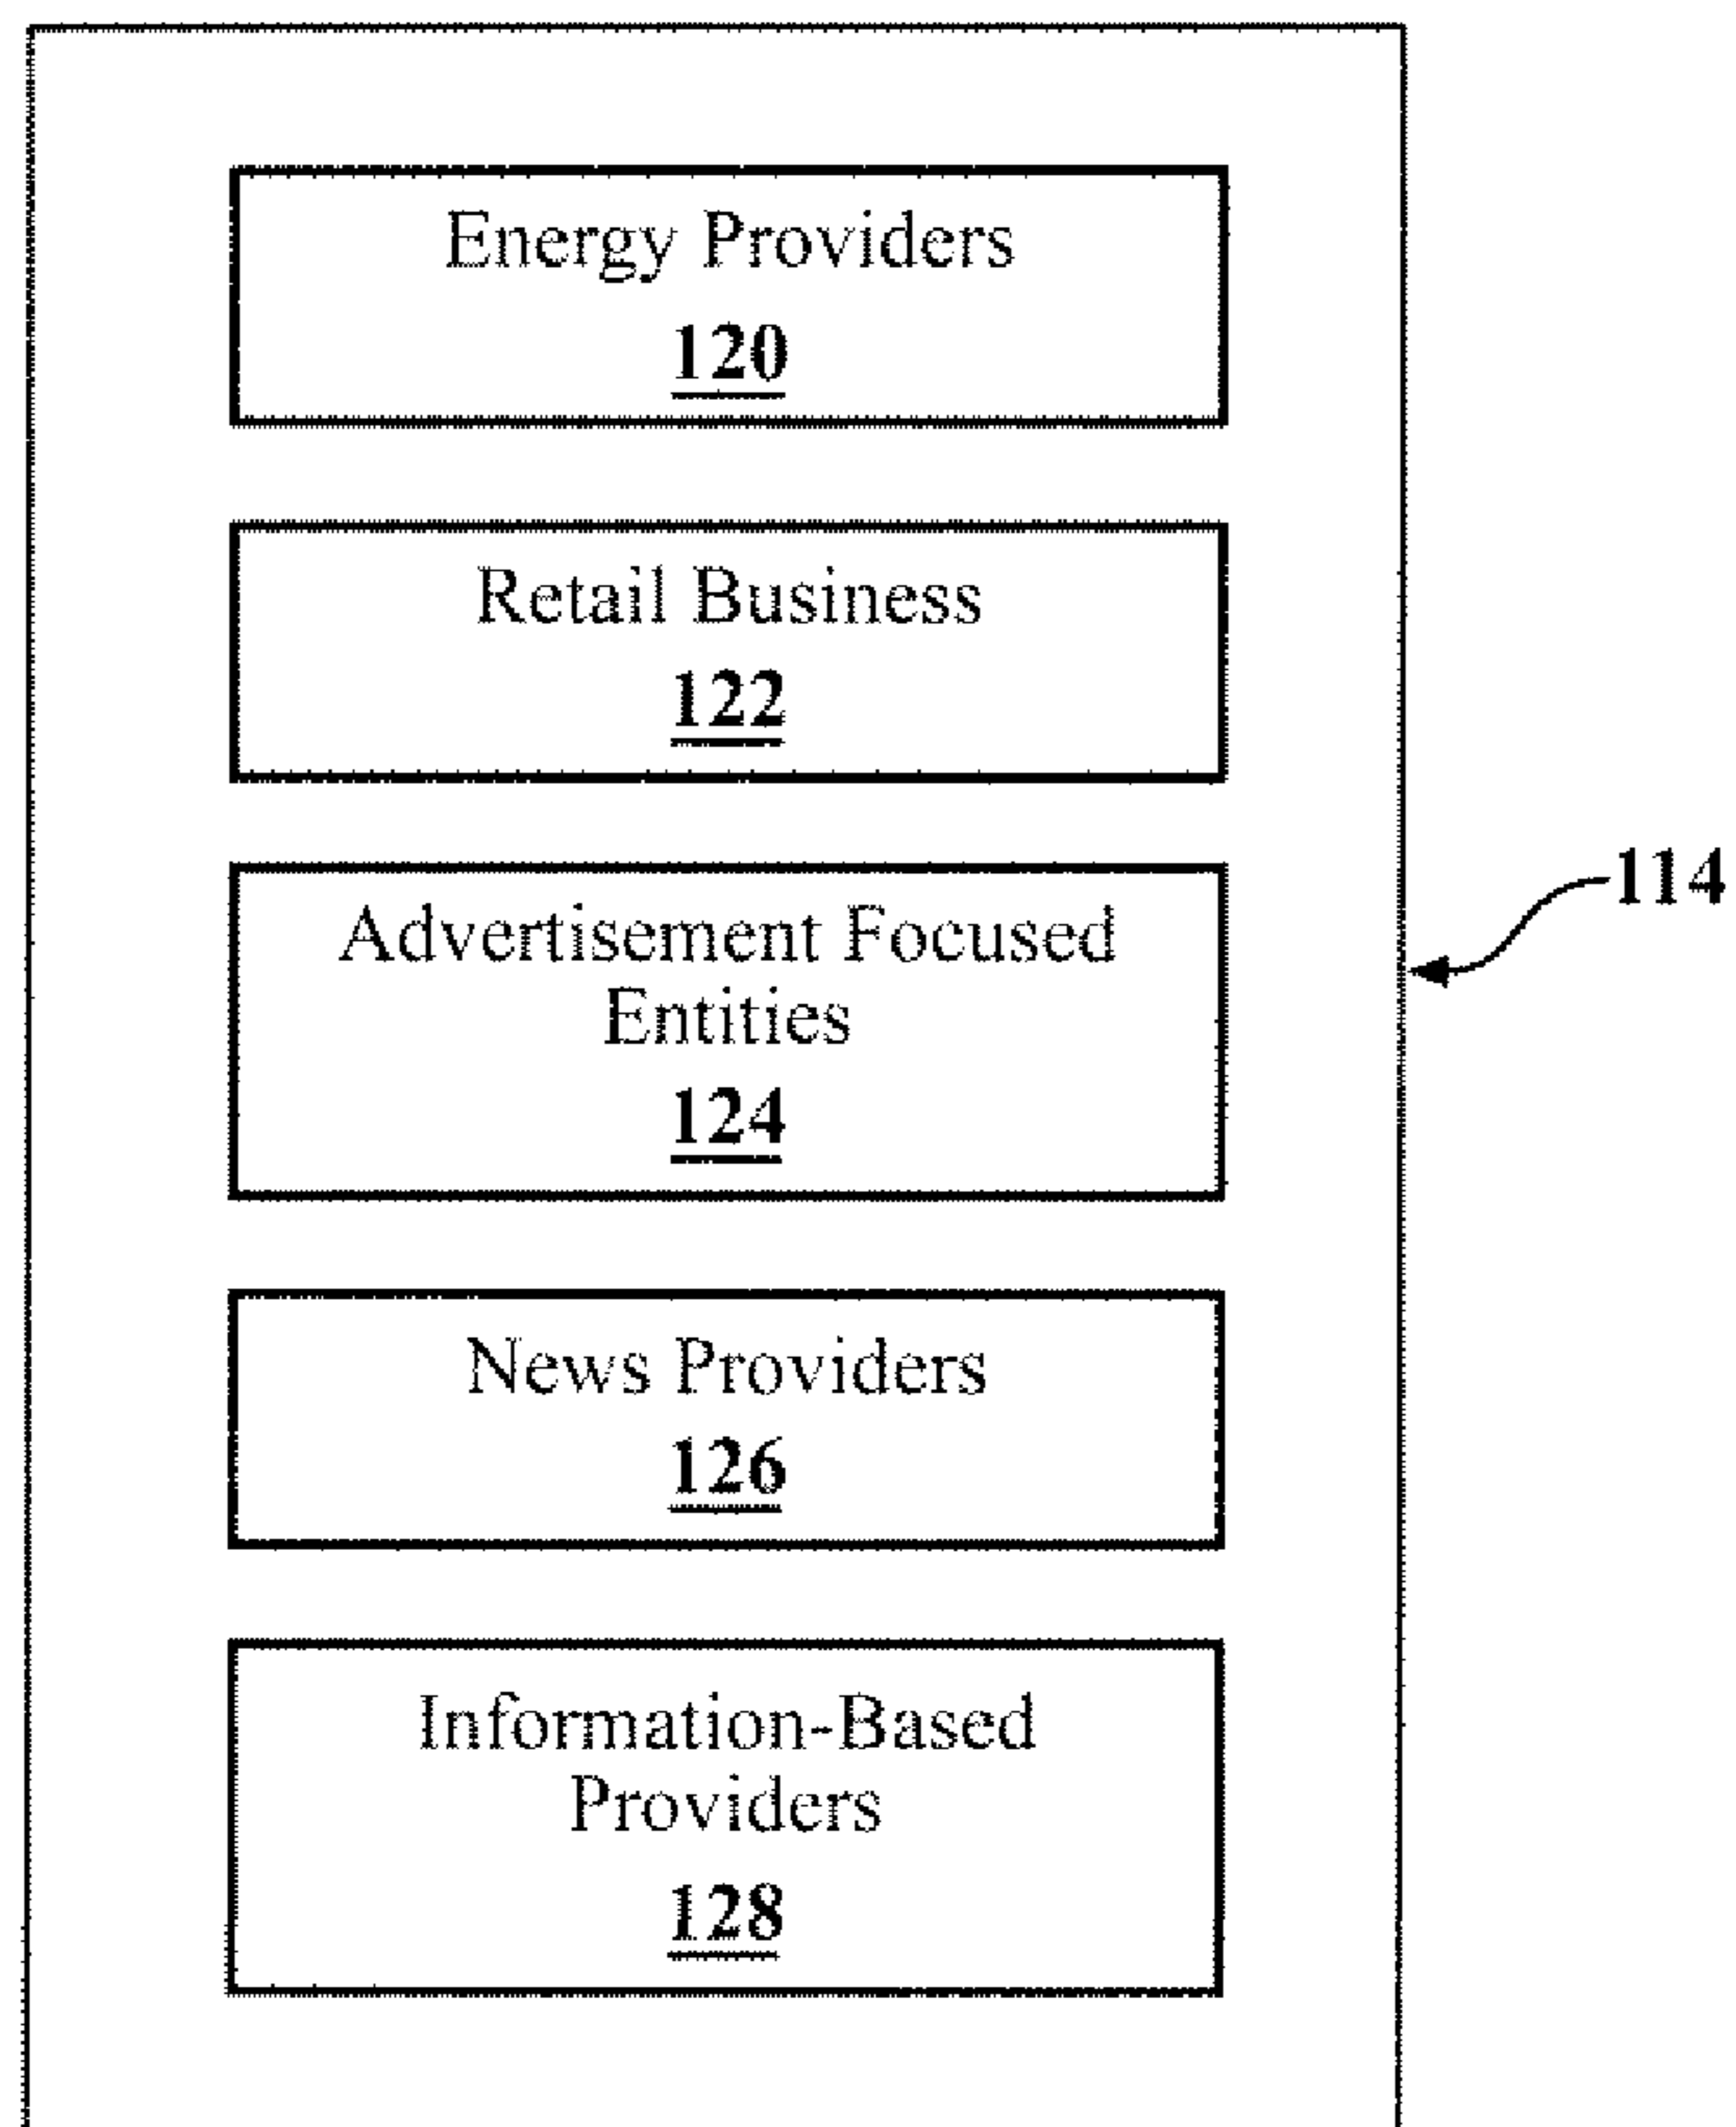 Energy Providers
120
Retail Business
122
114
Advertisement Focused
Entities
124
News Providers
126
Information-Based
Providers
128